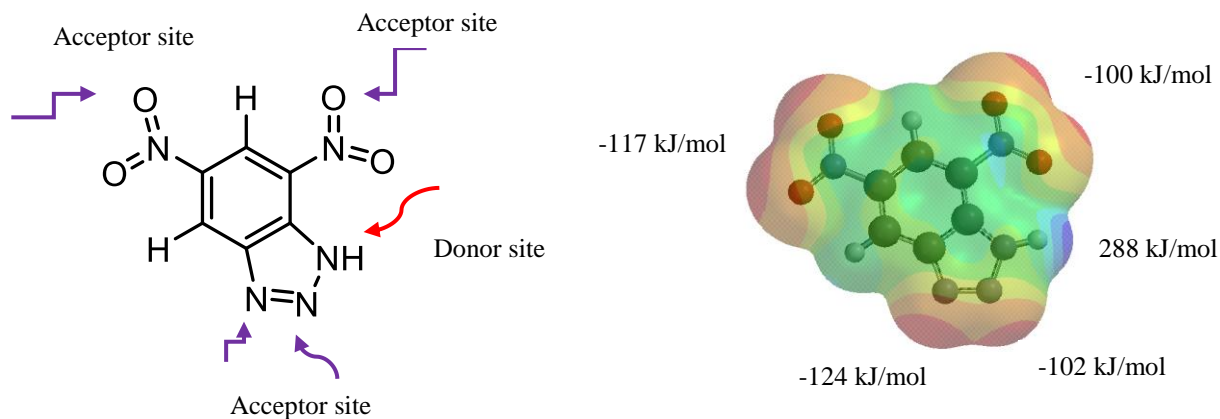 Acceptor site
Acceptor site
O
H
O
N
N
O
O
H
NH
N
N
Donor site
Acceptor site
-100 kJ/mol
-117 kJ/mol
288 kJ/mol
-124 kJ/mol
-102 kJ/mol